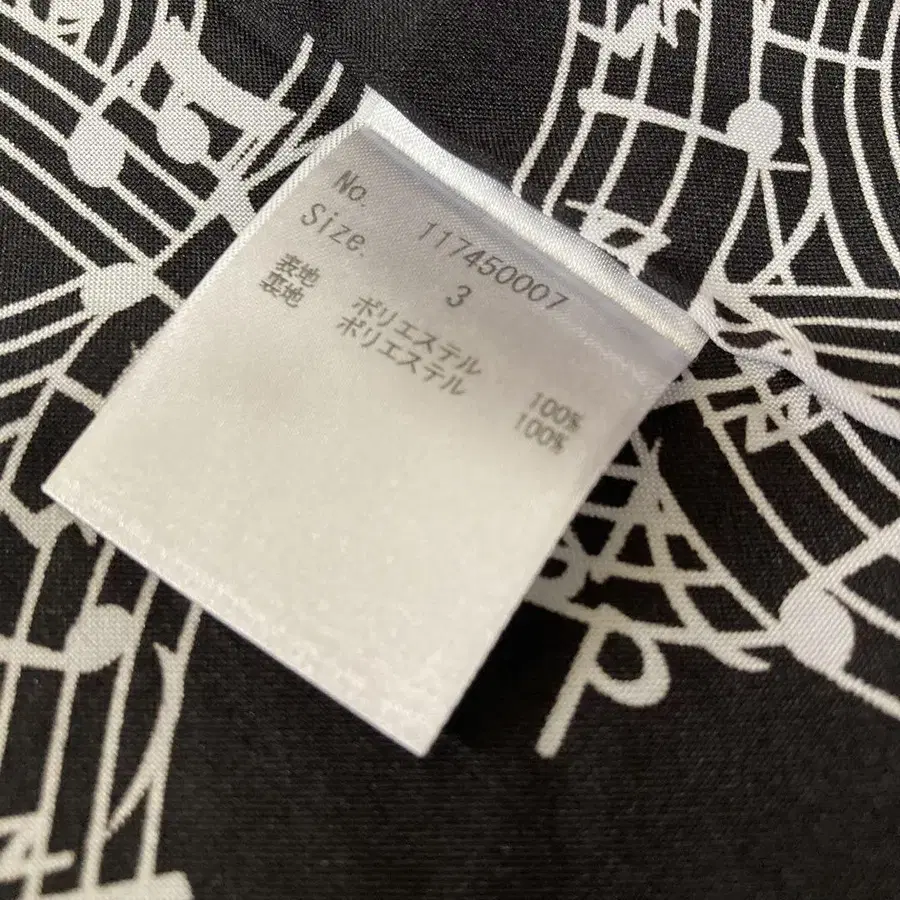 No. 117450007
Size. 3
表地 ポリエステル 100%
裏地 ポリエステル 100%